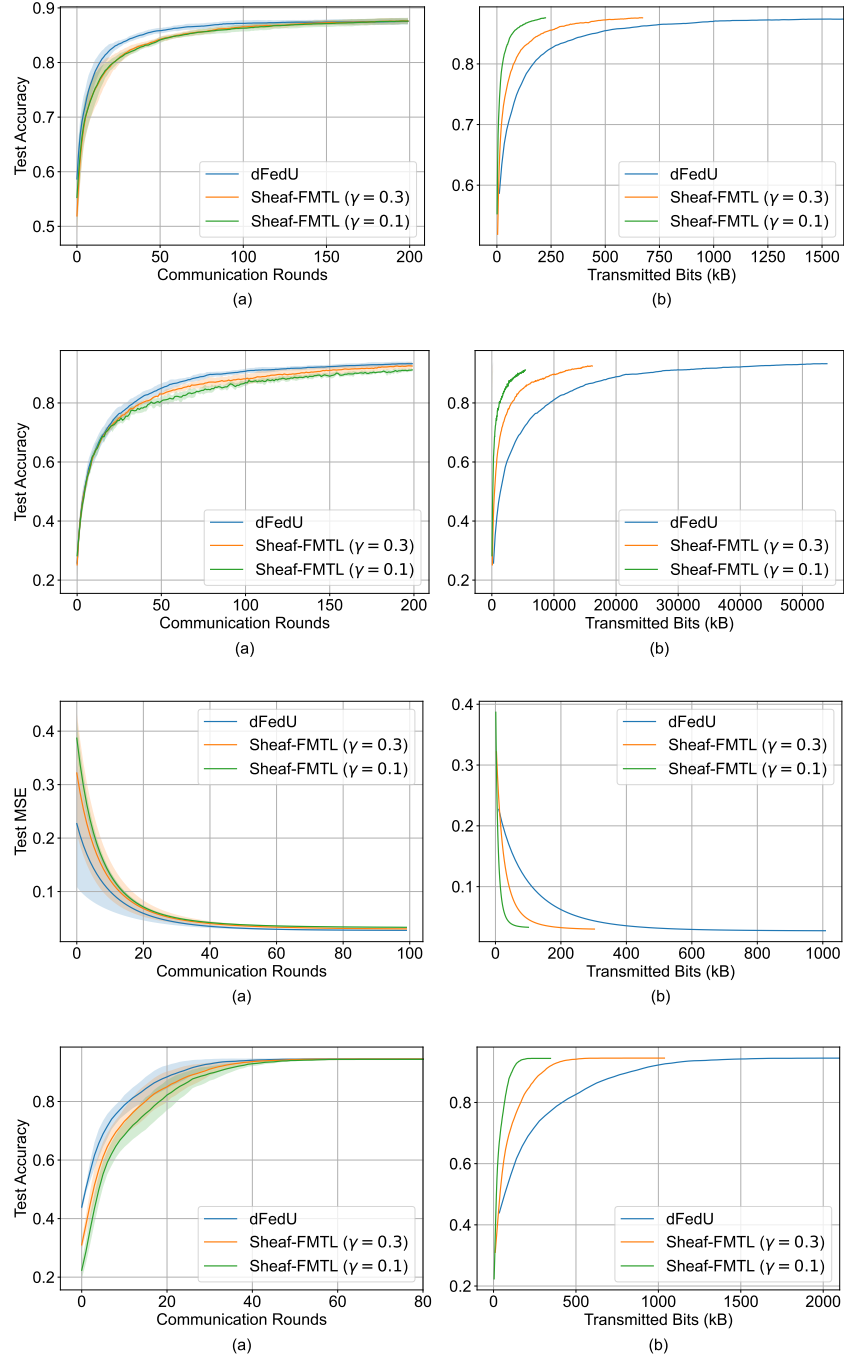 0.9
0.8
0.7
0.6
0.5
Test Accuracy
dFedU
Sheaf-FMTL (γ = 0.3)
Sheaf-FMTL (γ = 0.1)
0 50 100 150 200
Communication Rounds
(a)
0.8
0.7
0.6
dFedU
Sheaf-FMTL (γ = 0.3)
Sheaf-FMTL (γ = 0.1)
0 250 500 750 1000 1250 1500
Transmitted Bits (kB)
(b)
0.8
0.6
0.4
0.2
Test Accuracy
dFedU
Sheaf-FMTL (γ = 0.3)
Sheaf-FMTL (γ = 0.1)
0 50 100 150 200
Communication Rounds
(a)
0.8
0.6
0.4
0.2
dFedU
Sheaf-FMTL (γ = 0.3)
Sheaf-FMTL (γ = 0.1)
0 10000 20000 30000 40000 50000
Transmitted Bits (kB)
(b)
0.4
0.3
0.2
0.1
Test MSE
dFedU
Sheaf-FMTL (γ = 0.3)
Sheaf-FMTL (γ = 0.1)
0 20 40 60 80 100
Communication Rounds
(a)
0.4
0.3
0.2
0.1
dFedU
Sheaf-FMTL (γ = 0.3)
Sheaf-FMTL (γ = 0.1)
0 200 400 600 800 1000
Transmitted Bits (kB)
(b)
0.8
0.6
0.4
0.2
Test Accuracy
dFedU
Sheaf-FMTL (γ = 0.3)
Sheaf-FMTL (γ = 0.1)
0 20 40 60 80
Communication Rounds
(a)
0.8
0.6
0.4
0.2
dFedU
Sheaf-FMTL (γ = 0.3)
Sheaf-FMTL (γ = 0.1)
0 500 1000 1500 2000
Transmitted Bits (kB)
(b)